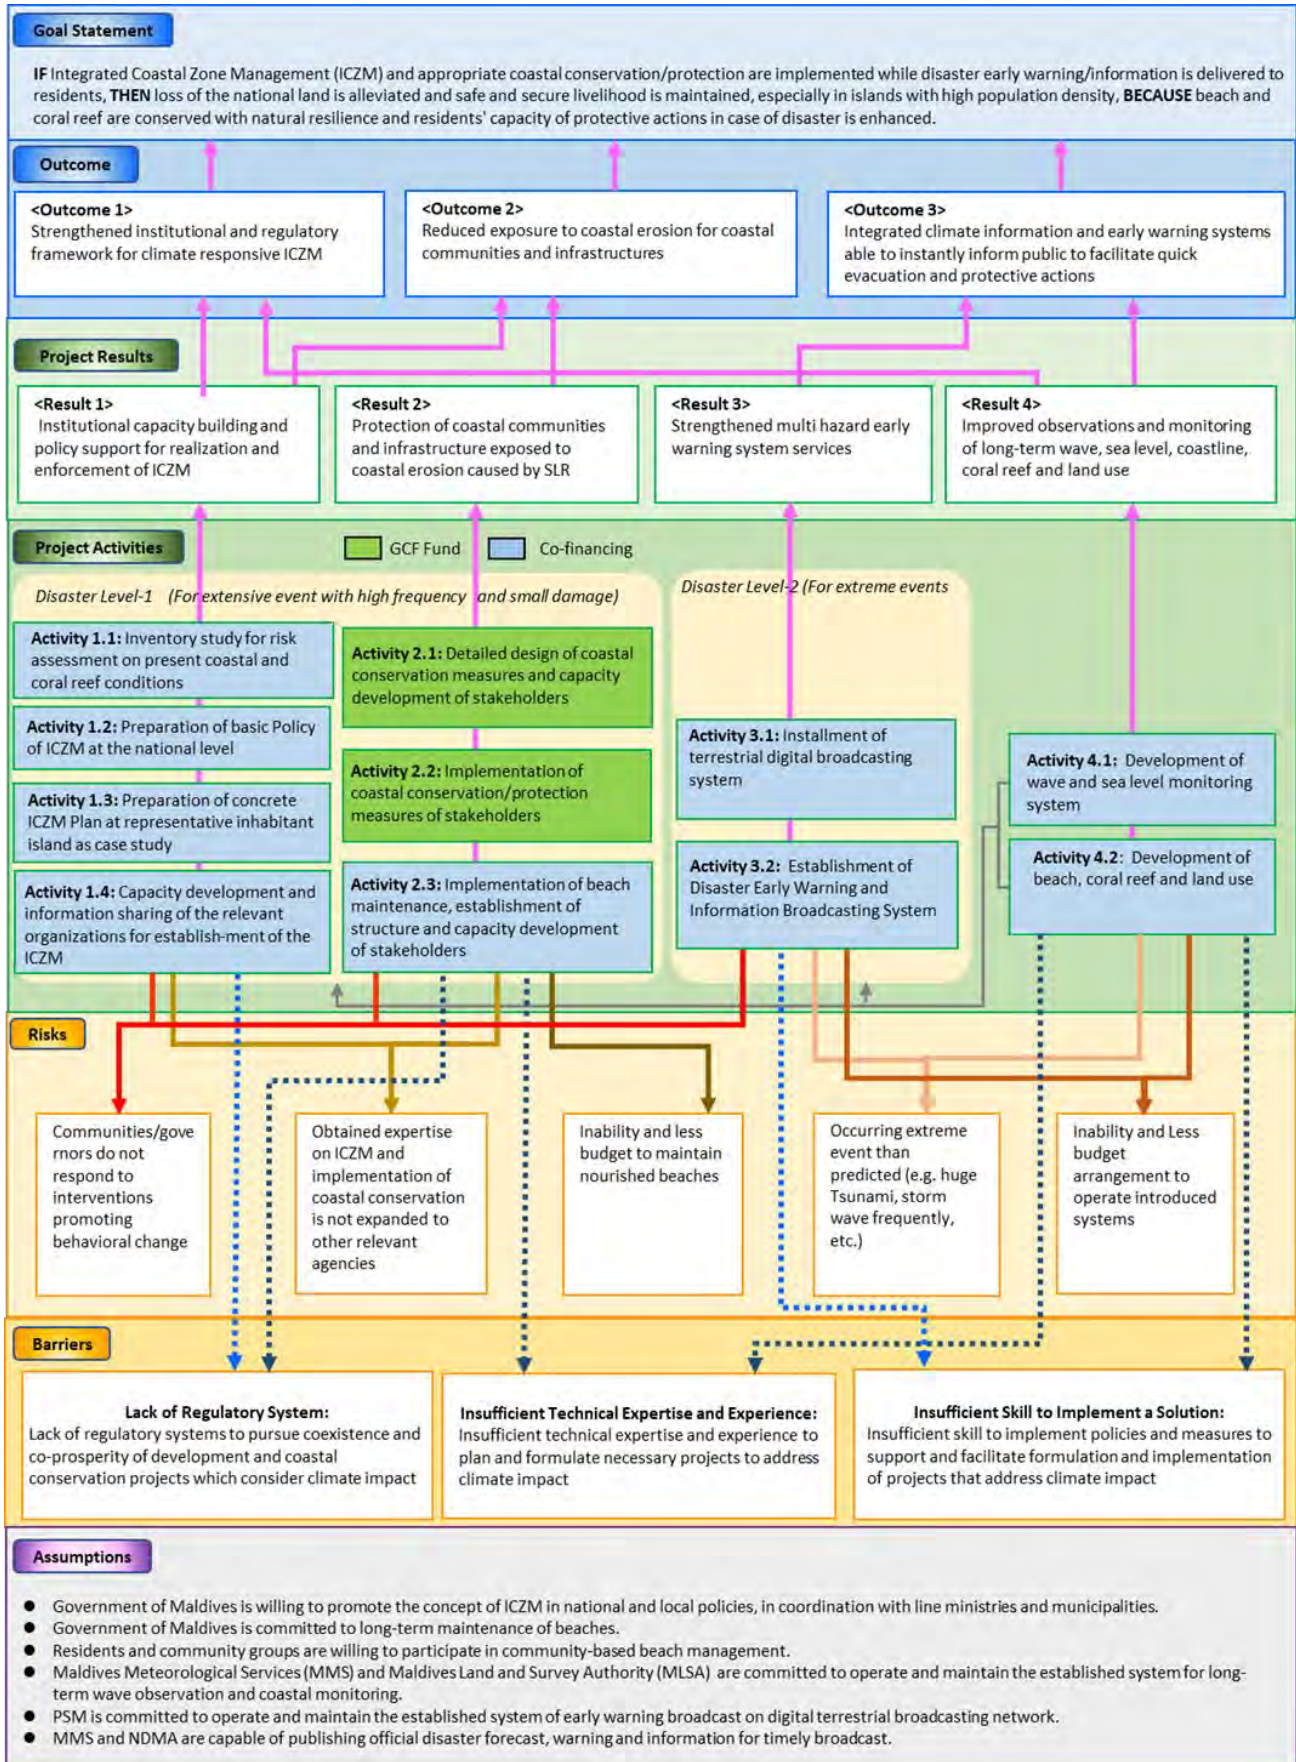 Goal Statement
IF Integrated Coastal Zone Management (ICZM) and appropriate coastal conservation/protection are implemented while disaster early warning/information is delivered to
residents, THEN loss of the national land is alleviated and safe and secure livelihood is maintained, especially in islands with high population density, BECAUSE beach and
coral reef are conserved with natural resilience and residents' capacity of protective actions in case of disaster is enhanced.
Outcome
<Outcome 1>
Strengthened institutional and regulatory
framework for climate responsive ICZM
<Outcome 2>
Reduced exposure to coastal erosion for coastal
communities and infrastructures
<Outcome 3>
Integrated climate information and early warning systems
able to instantly inform public to facilitate quick
evacuation and protective actions
Project Results
<Result 1>
Institutional capacity building and
policy support for realization and
enforcement of ICZM
<Result 2>
Protection of coastal communities
and infrastructure exposed to
coastal erosion caused by SLR
<Result 3>
Strengthened multi hazard early
warning system services
<Result 4>
Improved observations and monitoring
of long-term wave, sea level, coastline,
coral reef and land use
Project Activities
GCF Fund
Co-financing
Disaster Level-1 (For extensive event with high frequency and small damage)
Disaster Level-2 (For extreme events
Activity 1.1: Inventory study for risk
assessment on present coastal and
coral reef conditions
Activity 1.2: Preparation of basic Policy
of ICZM at the national level
Activity 1.3: Preparation of concrete
ICZM Plan at representative inhabitant
island as case study
Activity 1.4: Capacity development and
information sharing of the relevant
organizations for establish-ment of the
ICZM
Activity 2.1: Detailed design of coastal
conservation measures and capacity
development of stakeholders
Activity 2.2: Implementation of
coastal conservation/protection
measures of stakeholders
Activity 2.3: Implementation of beach
maintenance, establishment of
structure and capacity development
of stakeholders
Activity 3.1: Installment of
terrestrial digital broadcasting
system
Activity 3.2: Establishment of
Disaster Early Warning and
Information Broadcasting System
Activity 4.1: Development of
wave and sea level monitoring
system
Activity 4.2: Development of
beach, coral reef and land use
Risks
Communities/gove
rnors do not
respond to
interventions
promoting
behavioral change
Obtained expertise
on ICZM and
implementation of
coastal conservation
is not expanded to
other relevant
agencies
Inability and less
budget to maintain
nourished beaches
Occurring extreme
event than
predicted (e.g. huge
Tsunami, storm
wave frequently,
etc.)
Inability and Less
budget
arrangement to
operate introduced
systems
Barriers
Lack of Regulatory System:
Lack of regulatory systems to pursue coexistence and
co-prosperity of development and coastal
conservation projects which consider climate impact
Insufficient Technical Expertise and Experience:
Insufficient technical expertise and experience to
plan and formulate necessary projects to address
climate impact
Insufficient Skill to Implement a Solution:
Insufficient skill to implement policies and measures to
support and facilitate formulation and implementation
of projects that address climate impact
Assumptions
● Government of Maldives is willing to promote the concept of ICZM in national and local policies, in coordination with line ministries and municipalities.
● Government of Maldives is committed to long-term maintenance of beaches.
● Residents and community groups are willing to participate in community-based beach management.
● Maldives Meteorological Services (MMS) and Maldives Land and Survey Authority (MLSA) are committed to operate and maintain the established system for long-
term wave observation and coastal monitoring.
● PSM is committed to operate and maintain the established system of early warning broadcast on digital terrestrial broadcasting network.
● MMS and NDMA are capable of publishing official disaster forecast, warning and information for timely broadcast.